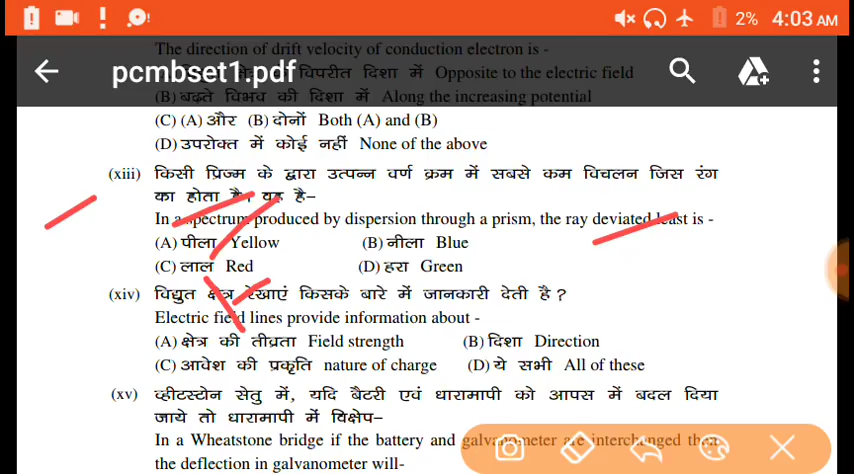 2% 4:03 AM
The direction of drift velocity of conduction electron is -
pcmbset1.pdf
विपरीत दिशा में Opposite to the electric field
(B) बढ़ते विभव की दिशा में Along the increasing potential
(C) (A) और (B) दोनों Both (A) and (B)
(D) उपरोक्त में कोई नहीं None of the above
(xiii) किसी प्रिज्म के द्वारा उत्पन्न वर्ण क्रम में सबसे कम विचलन जिस रंग
का होता है। वह है–
In a spectrum produced by dispersion through a prism, the ray deviated least is -
(A) पीला Yellow (B) नीला Blue
(C) लाल Red (D) हरा Green
(xiv) विद्युत क्षेत्र रेखाएं किसके बारे में जानकारी देती है ?
Electric field lines provide information about -
(A) क्षेत्र की तीव्रता Field strength (B) दिशा Direction
(C) आवेश की प्रकृति nature of charge (D) ये सभी All of these
(xv) व्हीटस्टोन सेतु में, यदि बैटरी एवं धारामापी को आपस में बदल दिया
जाये तो धारामापी में विक्षेप–
In a Wheatstone bridge if the battery and galvanometer are interchanged then
the deflection in galvanometer will-